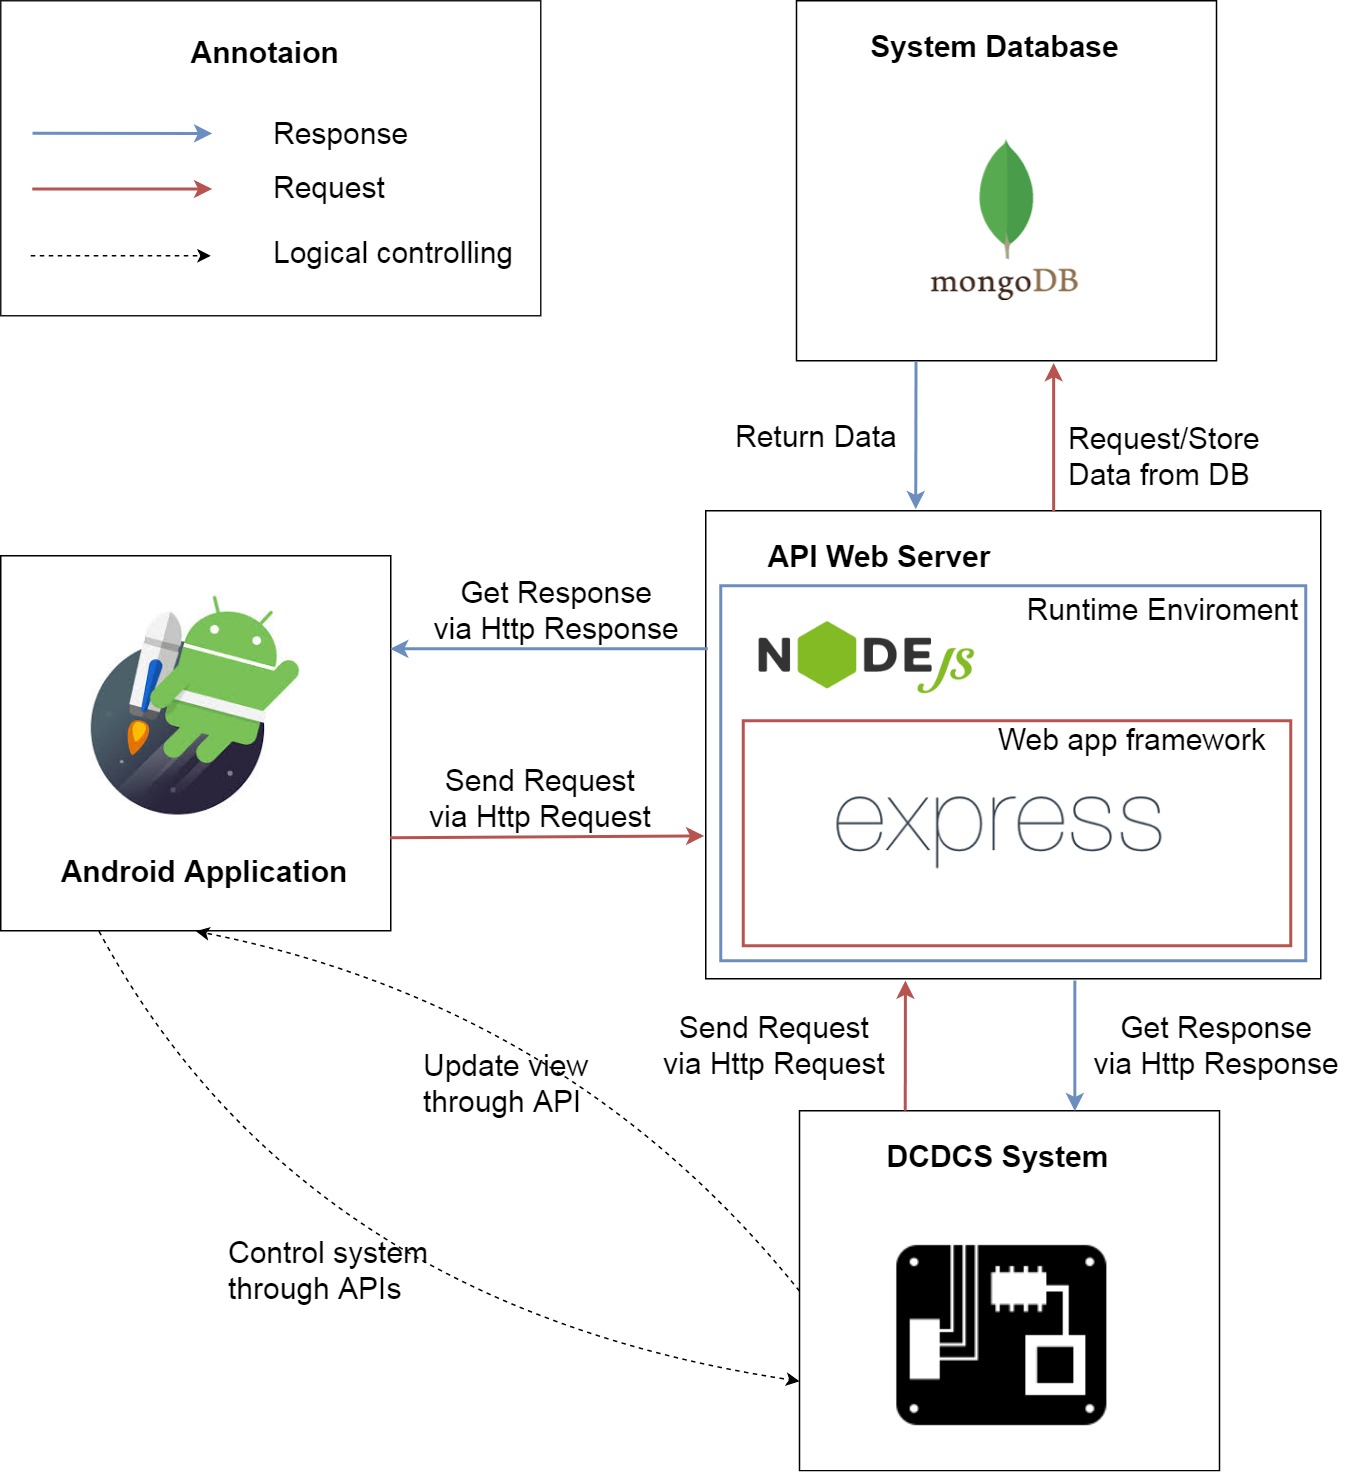 Annotaion
Response
Request
Logical controlling
System Database
mongoDB
Return Data
Request/Store
Data from DB
API Web Server
Runtime Enviroment
NODE
JS
Web app framework
express
Get Response
via Http Response
Send Request
via Http Request
Android Application
Update view
through API
Control system
through APIs
Send Request
via Http Request
Get Response
via Http Response
DCDCS System